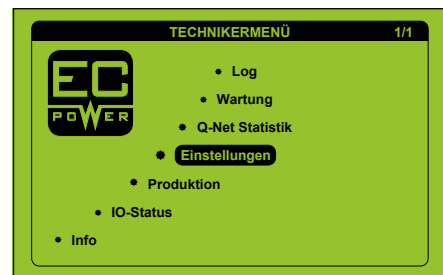 TECHNIKERMENÜ 1/1
EC
POWER
Log
Wartung
Q-Net Statistik
Einstellungen
Produktion
IO-Status
Info